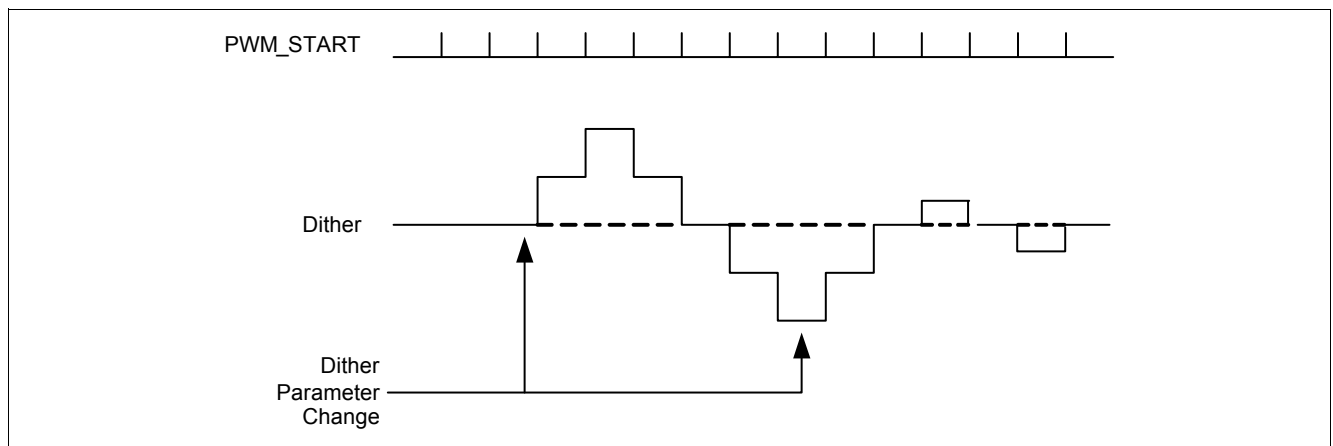 PWM_START
Dither
Dither
Parameter
Change